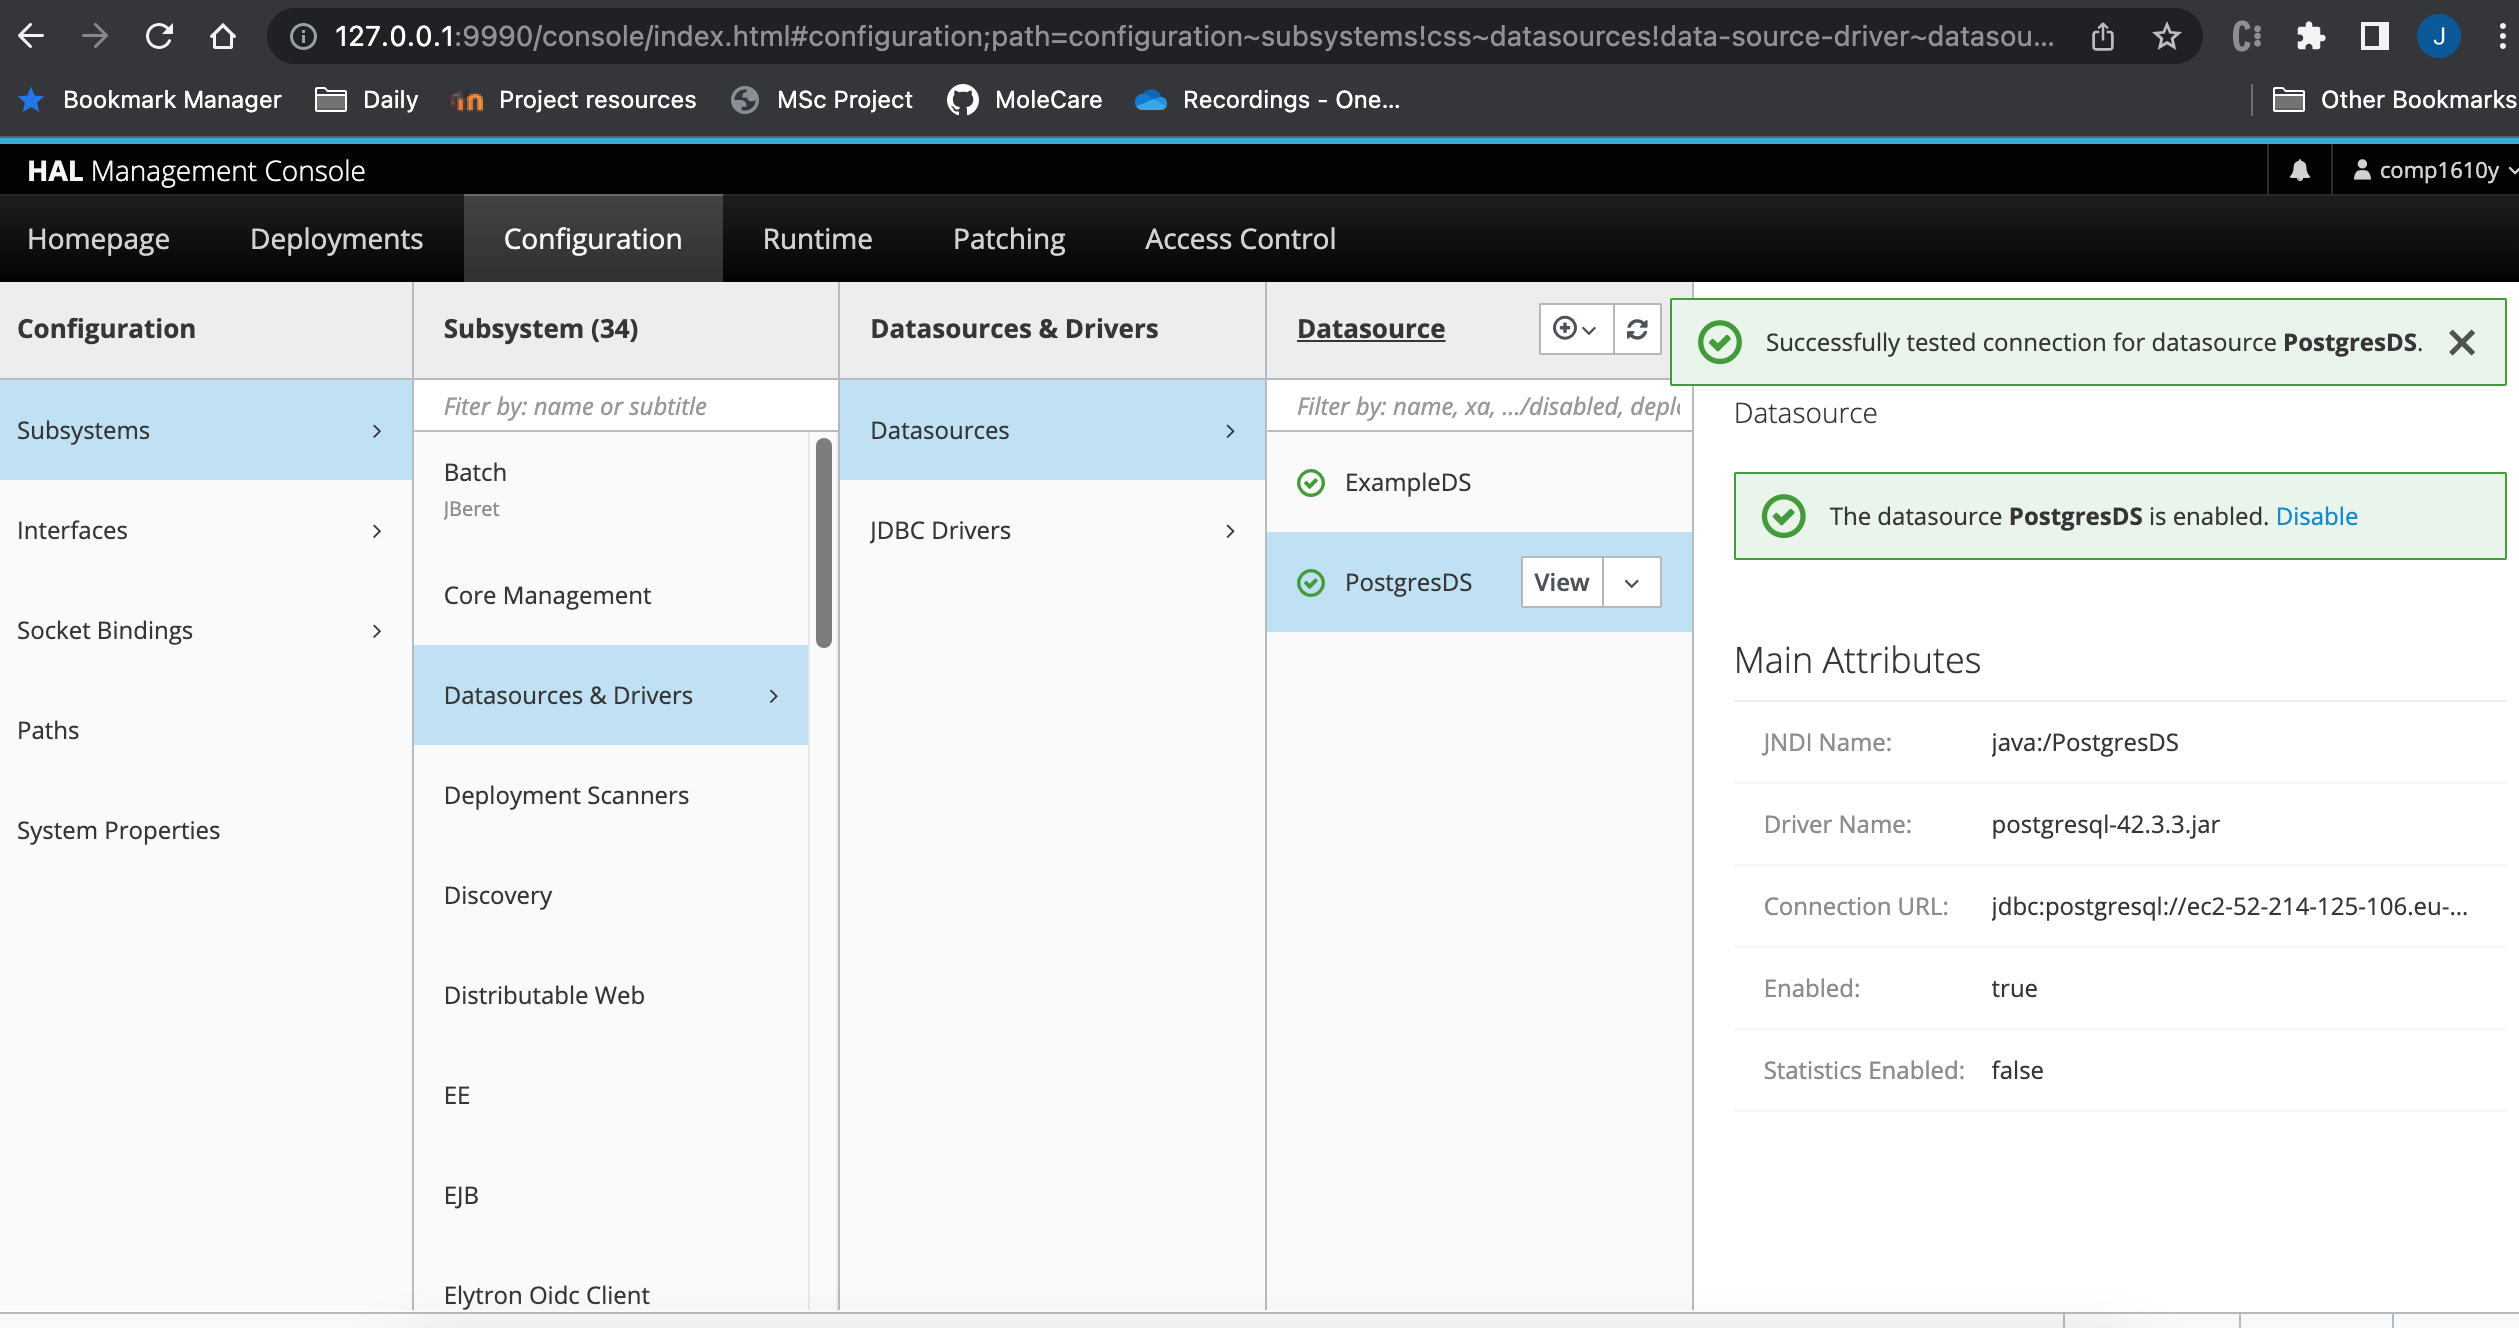 127.0.0.1:9990/console/index.html#configuration;path=configuration~subsystems!css~datasources!data-source-driver~datasou...
J
Bookmark Manager
Daily
Project resources
MSc Project
MoleCare
Recordings - One...
Other Bookmarks
HAL Management Console
comp1610y
Homepage
Deployments
Configuration
Runtime
Patching
Access Control
Configuration
Subsystems
Interfaces
Socket Bindings
Paths
System Properties
Subsystem (34)
Fiter by: name or subtitle
Batch
JBeret
Core Management
Datasources & Drivers
Deployment Scanners
Discovery
Distributable Web
EE
EJB
Elytron Oidc Client
Datasources & Drivers
Datasources
JDBC Drivers
Datasource
Filter by: name, xa, .../disabled, deplo
ExampleDS
PostgresDS
View
Successfully tested connection for datasource PostgresDS.
Datasource
The datasource PostgresDS is enabled. Disable
Main Attributes
JNDI Name: java:/PostgresDS
Driver Name: postgresql-42.3.3.jar
Connection URL: jdbc:postgresql://ec2-52-214-125-106.eu-...
Enabled: true
Statistics Enabled: false